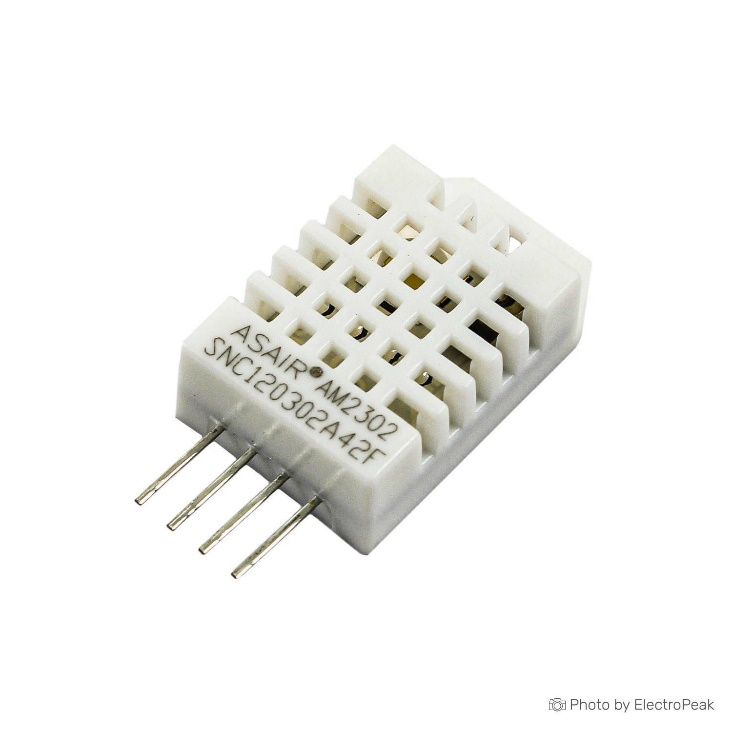 ASAIR® AM2302
SNC120302A42F
Photo by ElectroPeak